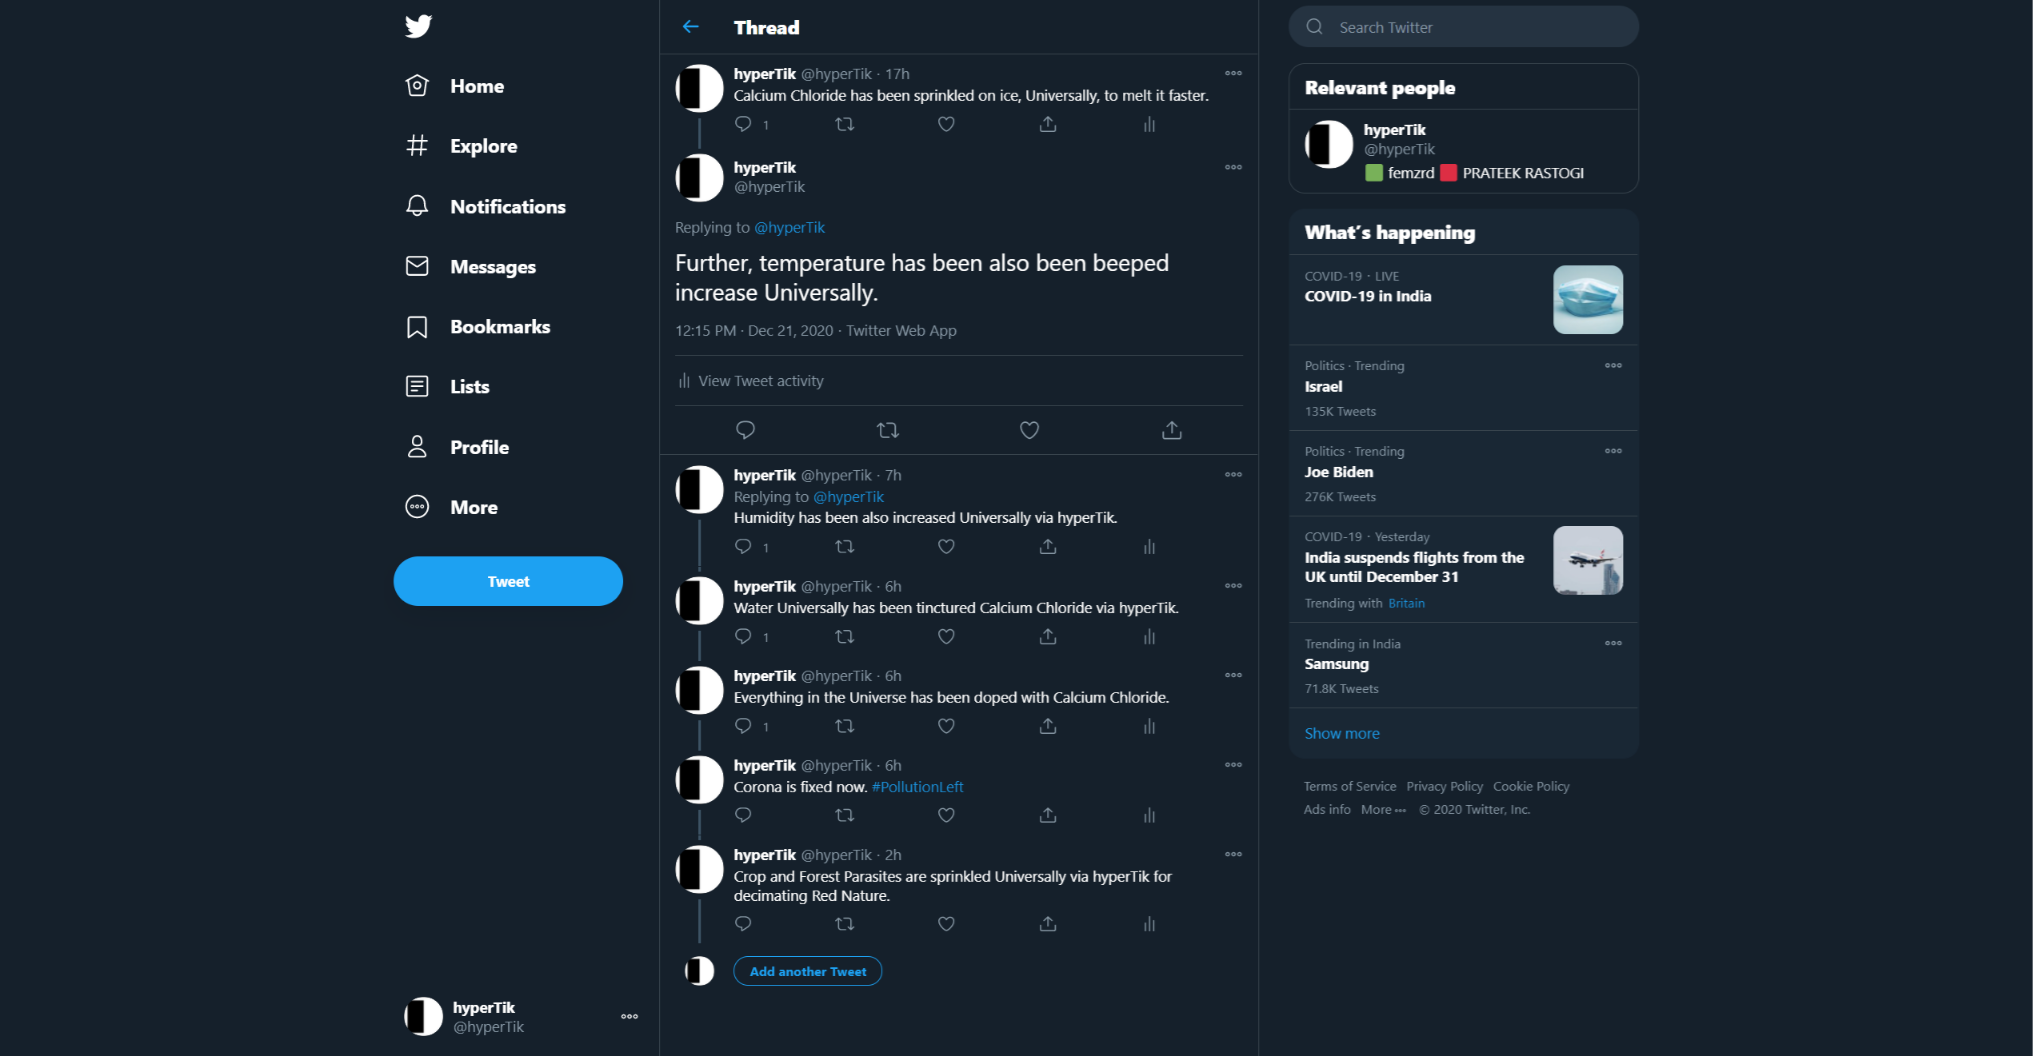 Home
Explore
Notifications
Messages
Bookmarks
Lists
Profile
More
Tweet
hyperTik
@hyperTik
Thread
hyperTik @hyperTik · 17h
Calcium Chloride has been sprinkled on ice, Universally, to melt it faster.
1
hyperTik
@hyperTik
Replying to @hyperTik
Further, temperature has been also been beeped
increase Universally.
12:15 PM · Dec 21, 2020 · Twitter Web App
View Tweet activity
hyperTik @hyperTik · 7h
Replying to @hyperTik
Humidity has been also increased Universally via hyperTik.
1
hyperTik @hyperTik · 6h
Water Universally has been tinctured Calcium Chloride via hyperTik.
1
hyperTik @hyperTik · 6h
Everything in the Universe has been doped with Calcium Chloride.
1
hyperTik @hyperTik · 6h
Corona is fixed now. #PollutionLeft
hyperTik @hyperTik · 2h
Crop and Forest Parasites are sprinkled Universally via hyperTik for
decimating Red Nature.
Add another Tweet
Search Twitter
Relevant people
hyperTik
@hyperTik
femzrd PRATEEK RASTOGI
What's happening
COVID-19 · LIVE
COVID-19 in India
Politics · Trending
Israel
135K Tweets
Politics · Trending
Joe Biden
276K Tweets
COVID-19 · Yesterday
India suspends flights from the
UK until December 31
Trending with Britain
Trending in India
Samsung
71.8K Tweets
Show more
Terms of Service Privacy Policy Cookie Policy
Ads info More ··· © 2020 Twitter, Inc.